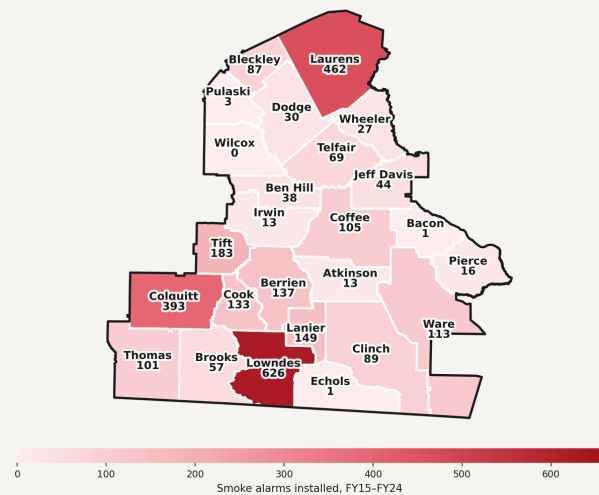 Laurens
462
Bleckley
87
Pulaski
3
Dodge
30
Wheeler
27
Wilcox
0
Telfair
69
Jeff Davis
44
Ben Hill
38
Irwin
13
Coffee
105
Bacon
1
Tift
183
Pierce
16
Atkinson
13
Berrien
137
Colquitt
393
Cook
133
Lanier
149
Ware
113
Thomas
101
Brooks
57
Lowndes
626
Clinch
89
Echols
1
0
100
200
300
400
500
600
Smoke alarms installed, FY15–FY24